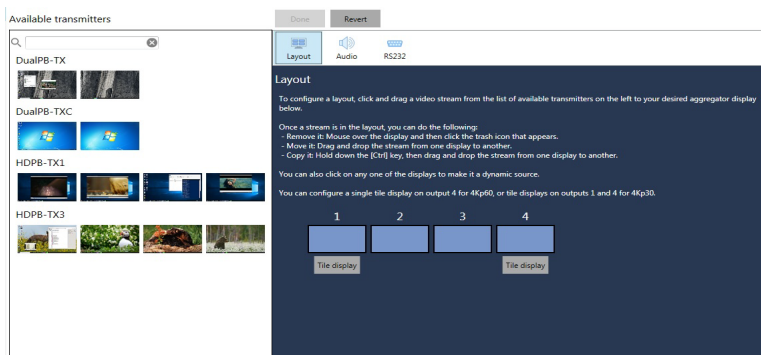 Available transmitters
Done
Revert
DualPB-TX
DualPB-TXC
HDPB-TX1
HDPB-TX3
Layout
Audio
RS232
Layout
To configure a layout, click and drag a video stream from the list of available transmitters on the left to your desired aggregator display
below.
Once a stream is in the layout, you can do the following:
- Remove it: Mouse over the display and then click the trash icon that appears.
- Move it: Drag and drop the stream from one display to another.
- Copy it: Hold down the [Ctrl] key, then drag and drop the stream from one display to another.
You can also click on any one of the displays to make it a dynamic source.
You can configure a single tile display on output 4 for 4Kp60, or tile displays on outputs 1 and 4 for 4Kp30.
1 2 3 4
Tile display
Tile display